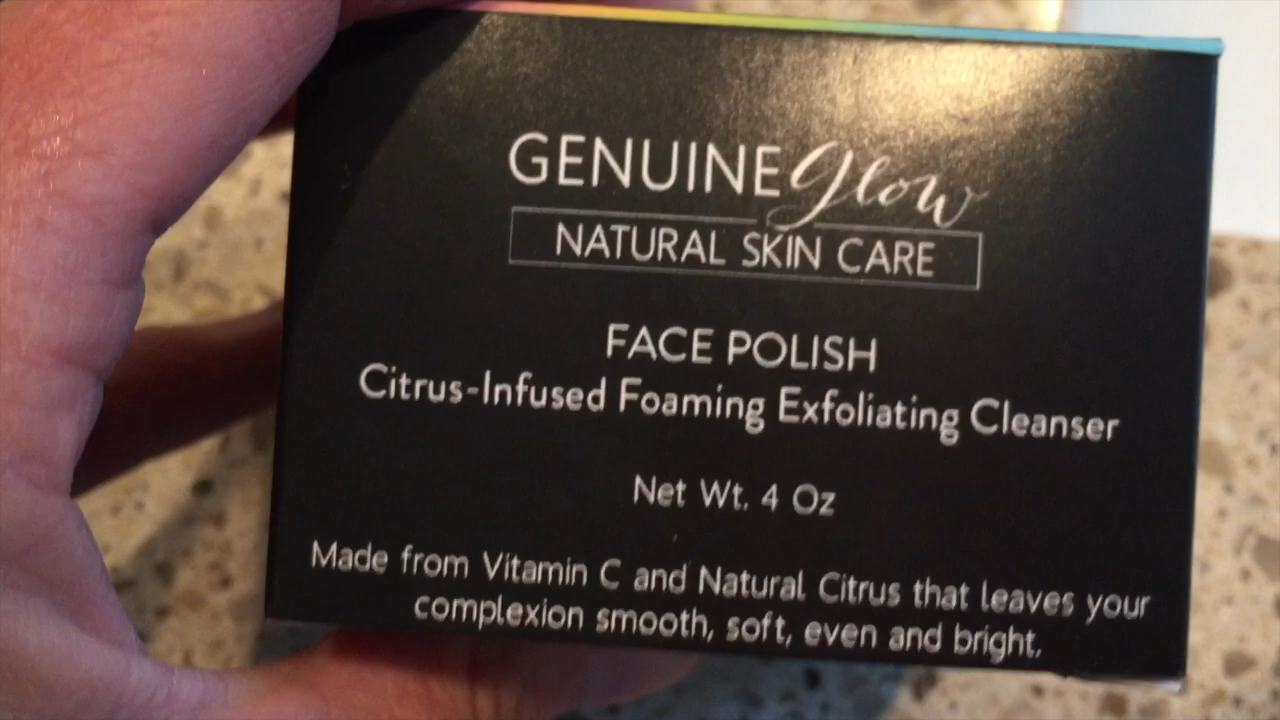 GENUINE glow
NATURAL SKIN CARE
FACE POLISH
Citrus-Infused Foaming Exfoliating Cleanser
Net Wt. 4 Oz
Made from Vitamin C and Natural Citrus that leaves your
complexion smooth, soft, even and bright.